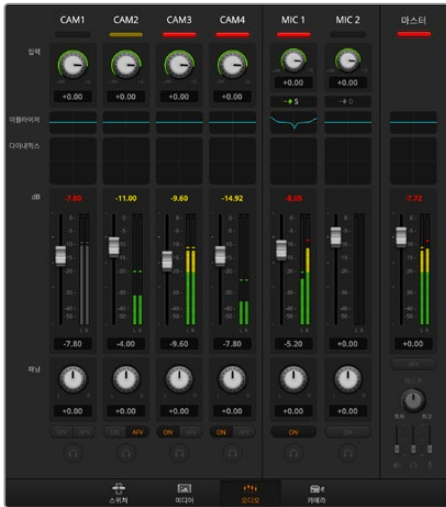 CAM1 CAM2 CAM3 CAM4 MIC 1 MIC 2 마스터
입력
+0.00 +0.00 +0.00 +0.00 +0.00 +0.00
이퀄라이저
다이내믹스
dB -7.80 -11.00 -9.60 -14.92 -8.05 -7.72
L R L R L R L R L R L R L R
-7.80 -4.00 -9.60 -7.80 -5.20 +0.00 +0.00
패닝
L R L R L R L R L R L R
+0.00 +0.00 +0.00 +0.00 +0.00 +0.00
AFV
ON AFV ON AFV ON AFV ON AFV ON ON
스위처 미디어 오디오 카메라